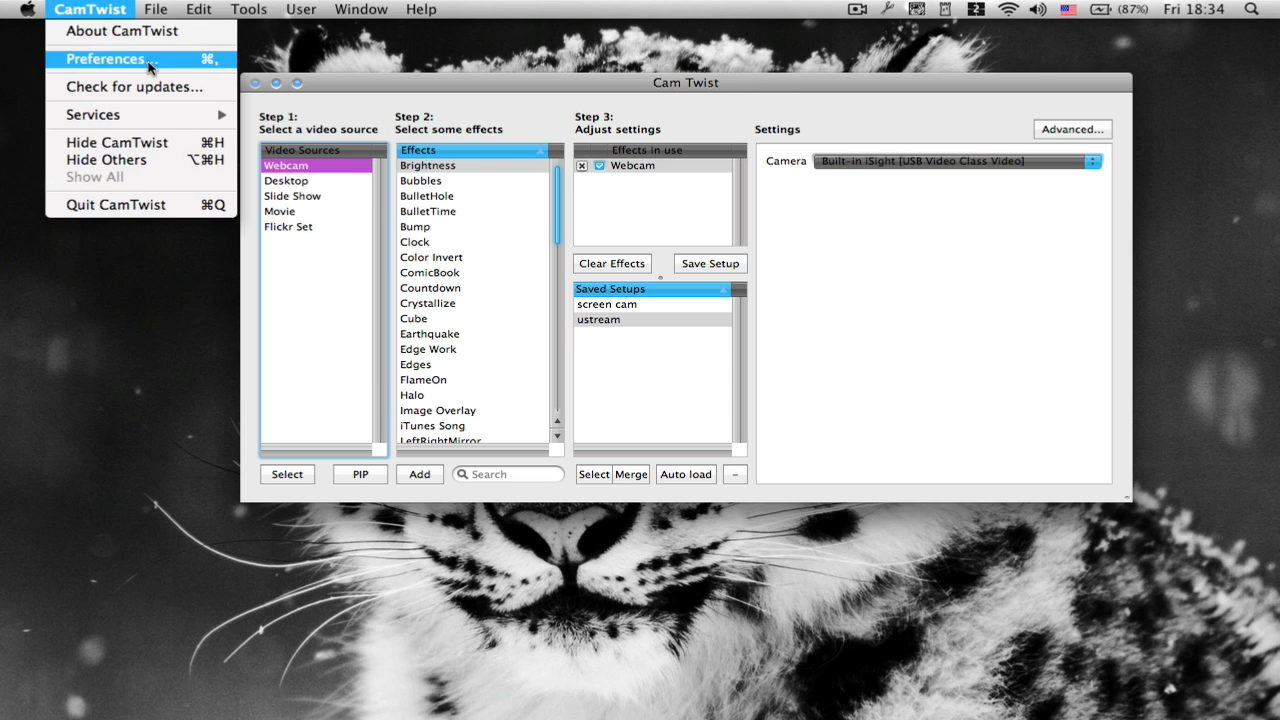 CamTwist File Edit Tools User Window Help (87%) Fri 18:34
About CamTwist
Preferences... ⌘,
Check for updates...
Services
Hide CamTwist ⌘H
Hide Others ⌥⌘H
Show All
Quit CamTwist ⌘Q
Cam Twist
Step 1:
Select a video source
Video Sources
Webcam
Desktop
Slide Show
Movie
Flickr Set
Select
PIP
Step 2:
Select some effects
Effects
Brightness
Bubbles
BulletHole
BulletTime
Bump
Clock
Color Invert
ComicBook
Countdown
Crystallize
Cube
Earthquake
Edge Work
Edges
FlameOn
Halo
Image Overlay
iTunes Song
LeftRightMirror
Add
Search
Step 3:
Adjust settings
Effects in use
Webcam
Clear Effects
Save Setup
Saved Setups
screen cam
ustream
Select
Merge
Auto load
–
Settings
Advanced...
Camera
Built-in iSight [USB Video Class Video]